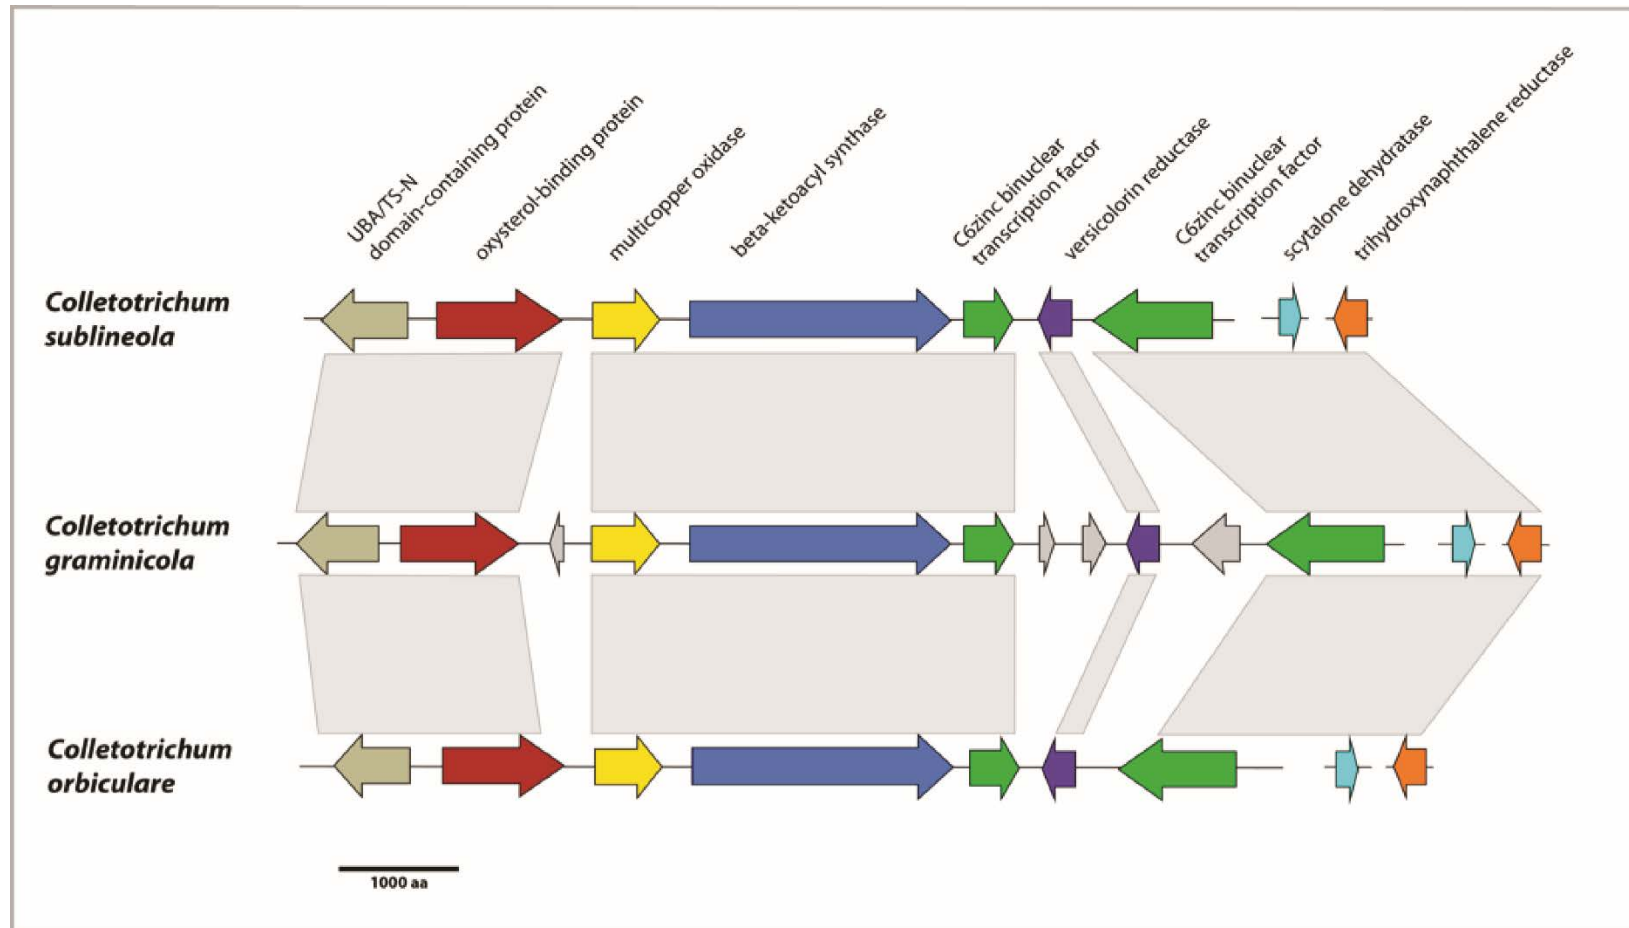 UBA/TS-N
domain-containing protein
oxysterol-binding protein
multicopper oxidase
beta-ketoacyl synthase
C6zinc binuclear
transcription factor
versicolorin reductase
C6zinc binuclear
transcription factor
scytalone dehydratase
trihydroxynaphthalene reductase
Colletotrichum
sublineola
Colletotrichum
graminicola
Colletotrichum
orbiculare
1000 aa